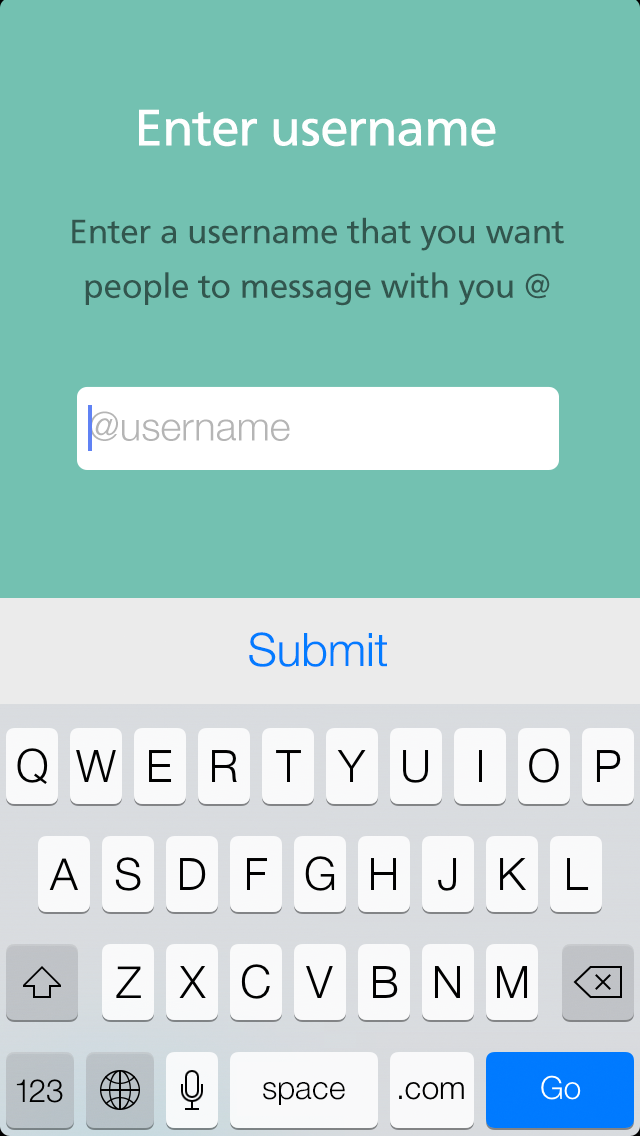 Enter username
Enter a username that you want
people to message with you @
@username
Submit
Q W E R T Y U I O P
A S D F G H J K L
Z X C V B N M
123 space .com Go